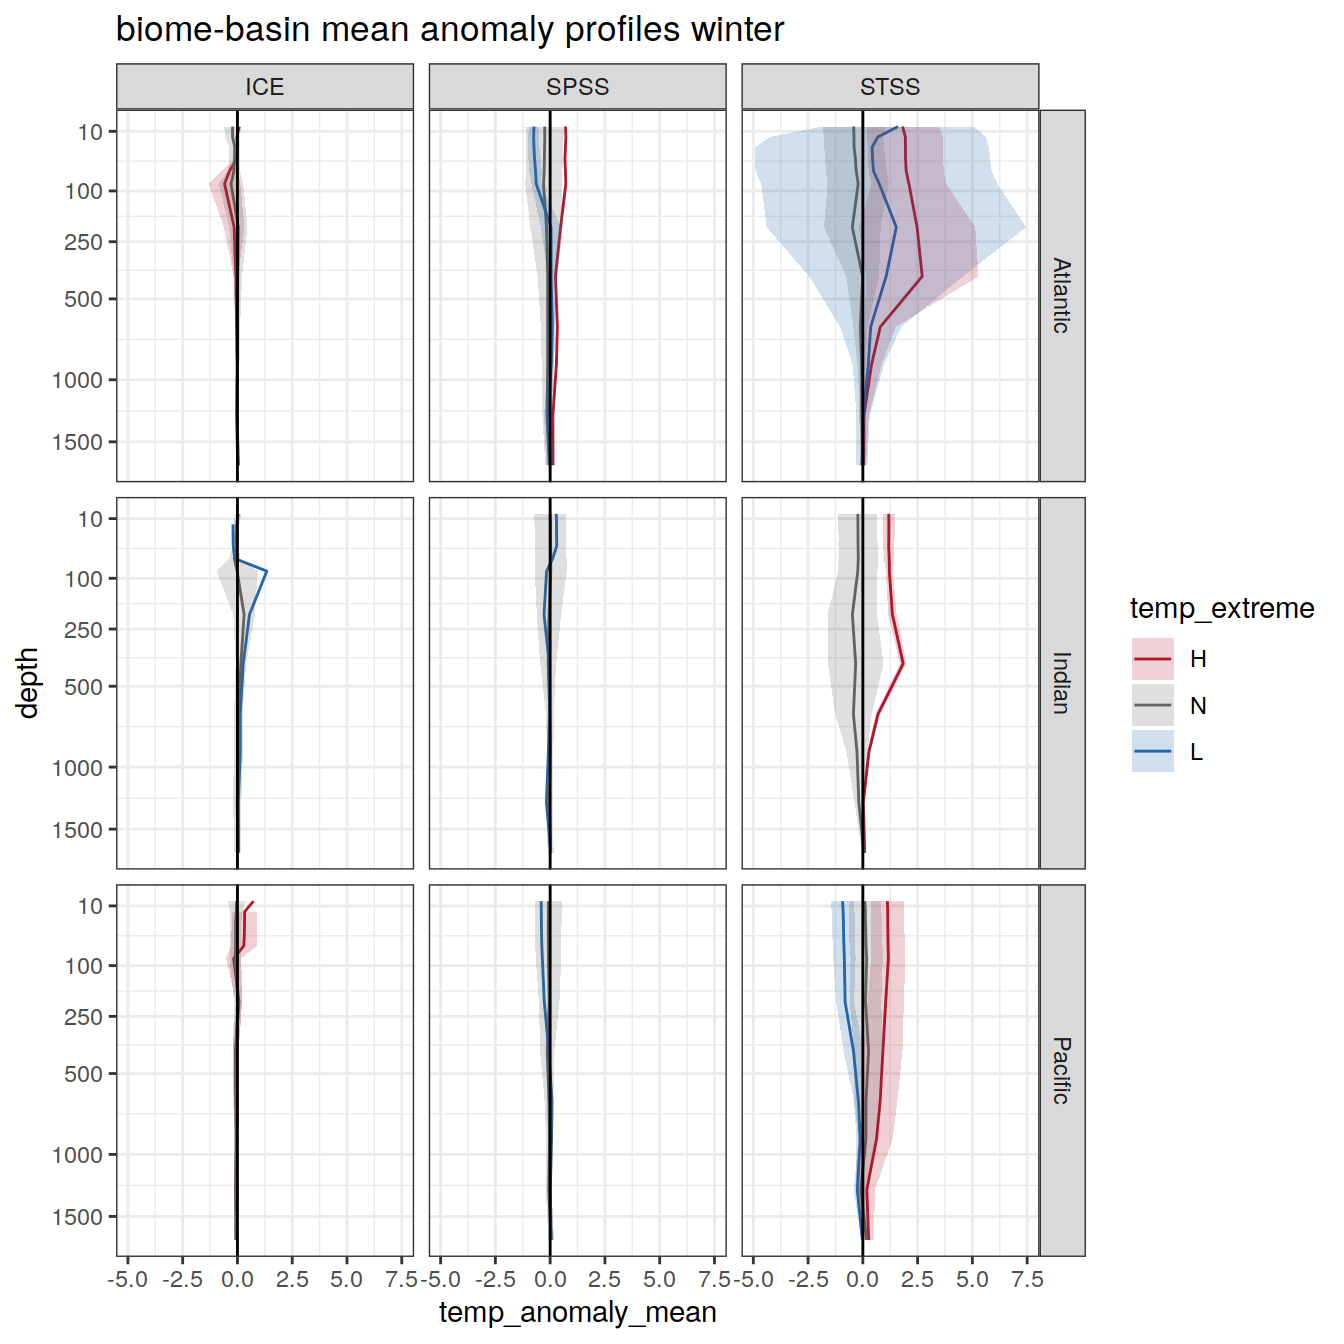 biome-basin mean anomaly profiles winter
ICE
SPSS
STSS
10
100
250
500
1000
1500
Atlantic
10
100
250
500
1000
1500
Indian
10
100
250
500
1000
1500
Pacific
depth
-5.0 -2.5 0.0 2.5 5.0 7.5
-5.0 -2.5 0.0 2.5 5.0 7.5
-5.0 -2.5 0.0 2.5 5.0 7.5
temp_anomaly_mean
temp_extreme
H
N
L